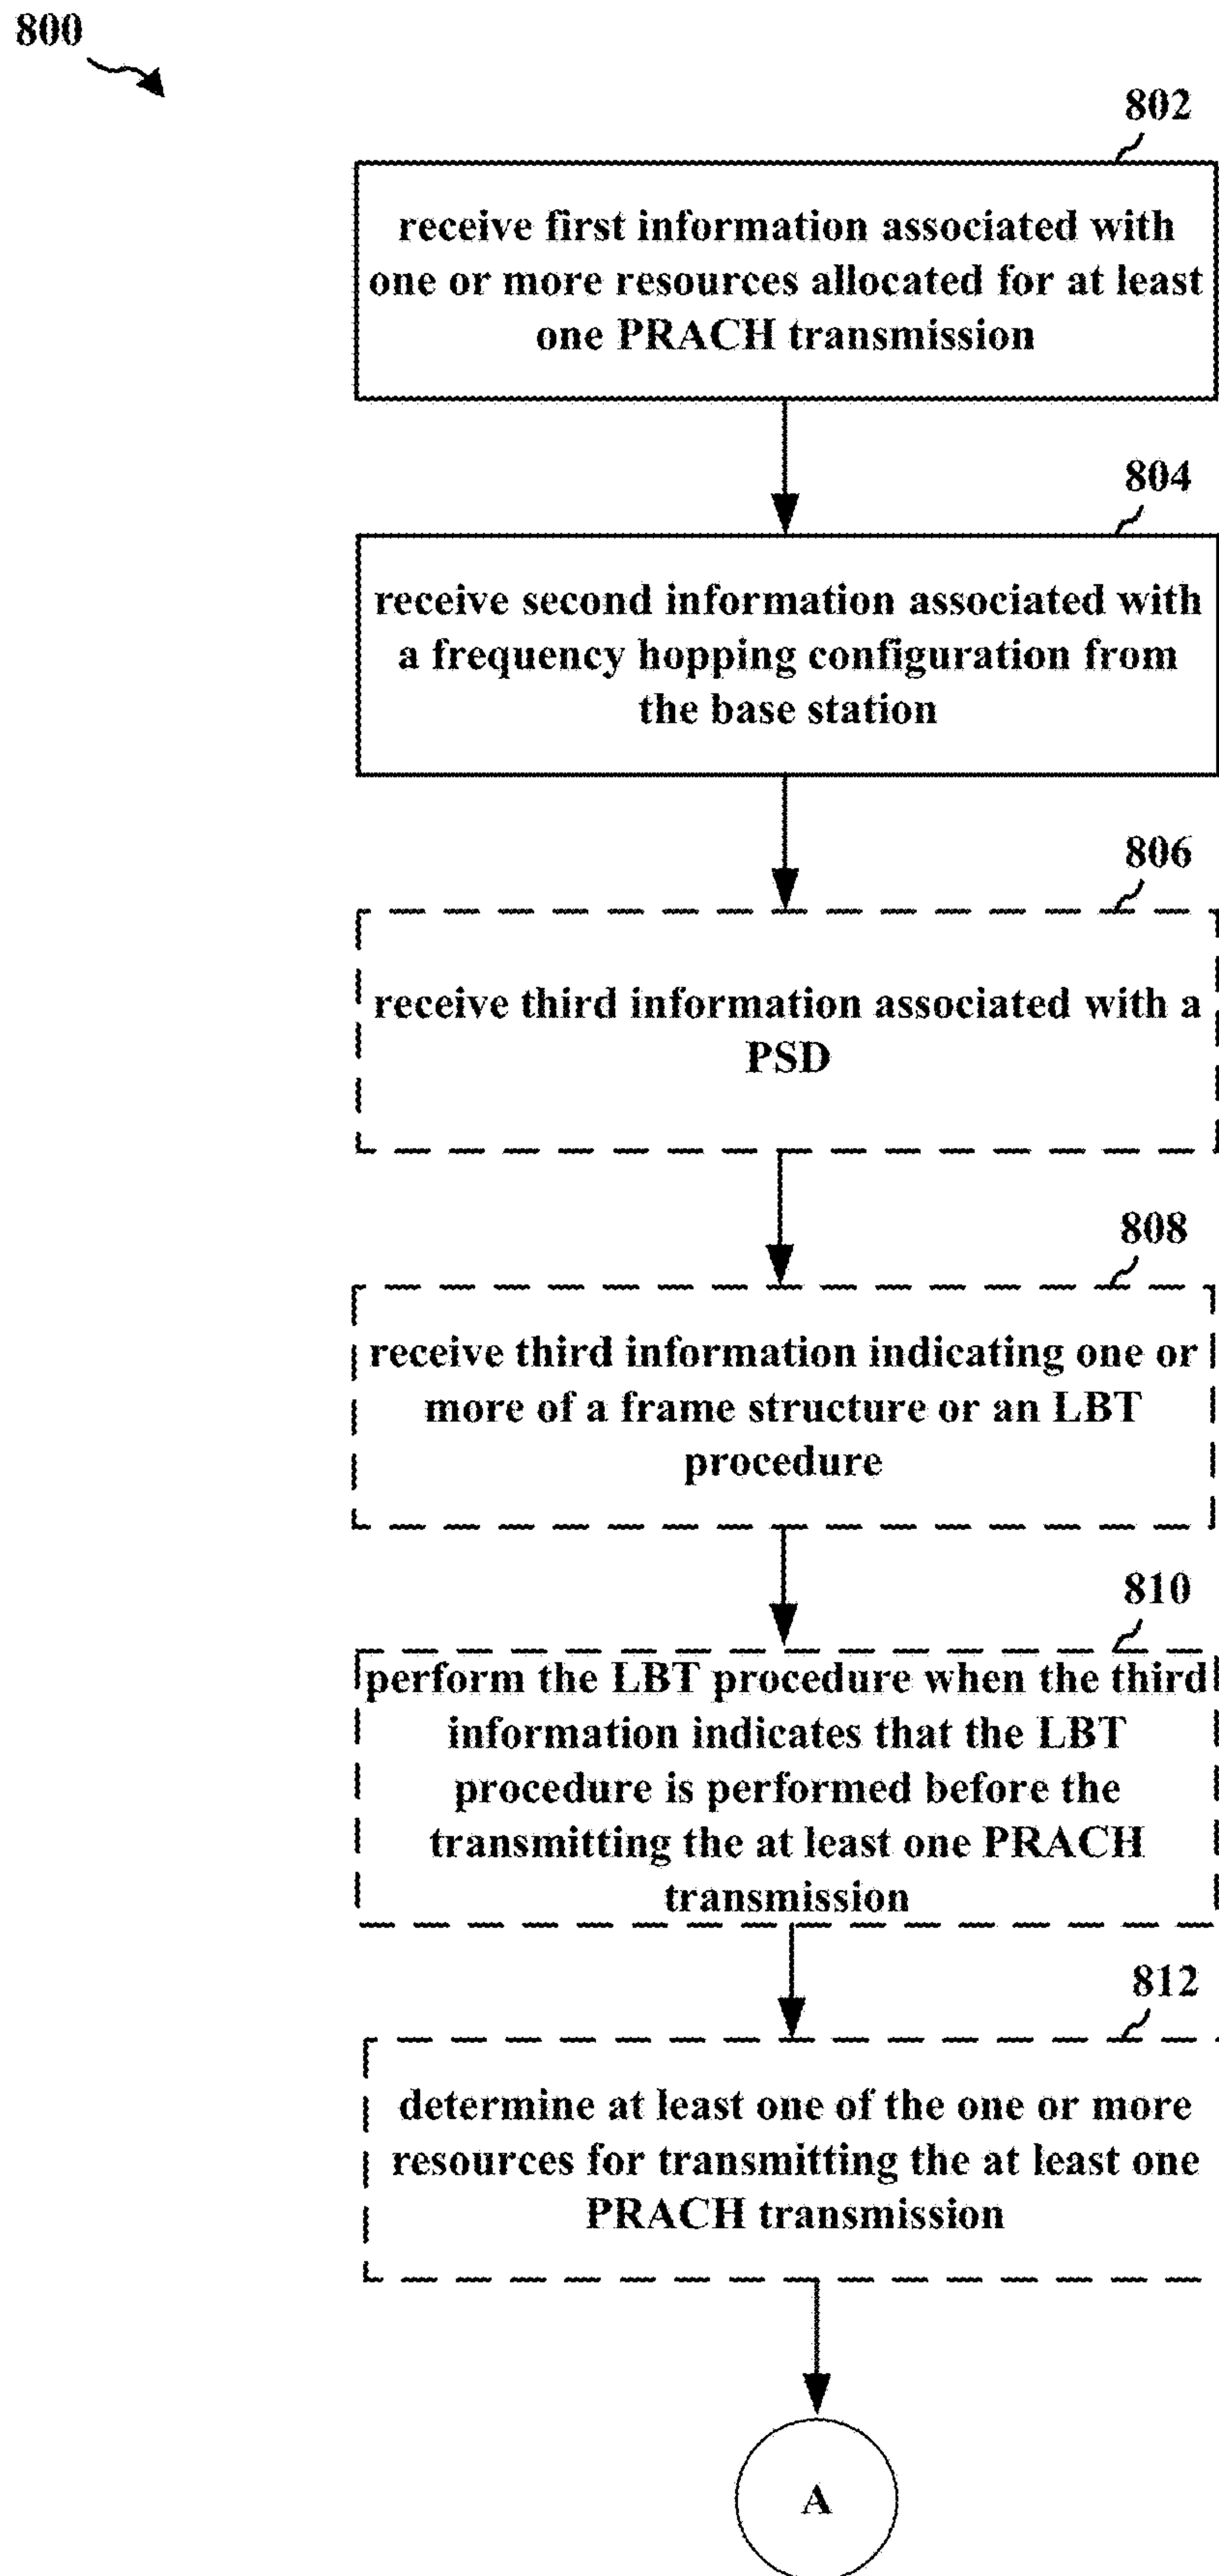 800
802
receive first information associated with
one or more resources allocated for at least
one PRACH transmission
804
receive second information associated with
a frequency hopping configuration from
the base station
806
receive third information associated with a
PSD
808
receive third information indicating one or
more of a frame structure or an LBT
procedure
810
perform the LBT procedure when the third
information indicates that the LBT
procedure is performed before the
transmitting the at least one PRACH
transmission
812
determine at least one of the one or more
resources for transmitting the at least one
PRACH transmission
A